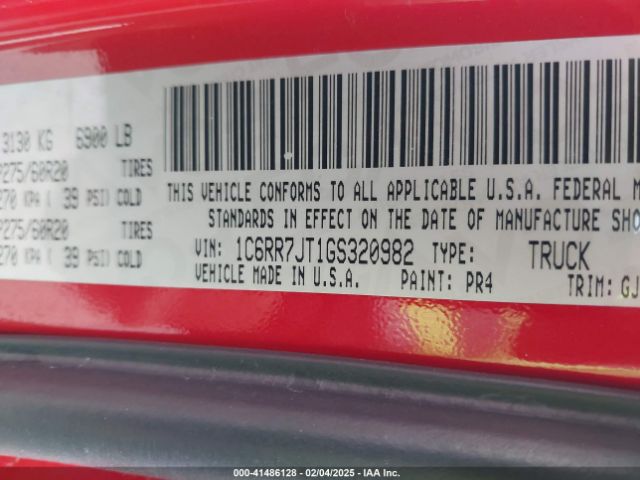 3130 KG 6900 LB
P275/60R20 TIRES
270 KPA ( 39 PSI) COLD
P275/60R20 TIRES
270 KPA ( 39 PSI) COLD
THIS VEHICLE CONFORMS TO ALL APPLICABLE U.S.A. FEDERAL M
STANDARDS IN EFFECT ON THE DATE OF MANUFACTURE SHO
VIN: 1C6RR7JT1GS320982 TYPE: TRUCK
VEHICLE MADE IN U.S.A. PAINT: PR4 TRIM: GJ
000-41486128 - 02/04/2025 - IAA Inc.